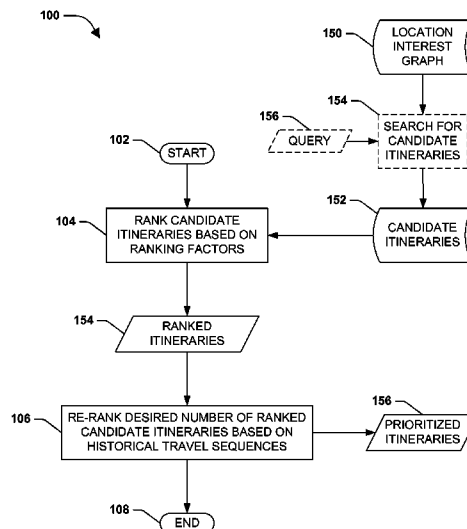 100
150
LOCATION
INTEREST
GRAPH
154
156
QUERY
SEARCH FOR
CANDIDATE
ITINERARIES
102
START
152
CANDIDATE
ITINERARIES
104
RANK CANDIDATE
ITINERARIES BASED ON
RANKING FACTORS
154
RANKED
ITINERARIES
106
RE-RANK DESIRED NUMBER OF RANKED
CANDIDATE ITINERARIES BASED ON
HISTORICAL TRAVEL SEQUENCES
156
PRIORITIZED
ITINERARIES
108
END